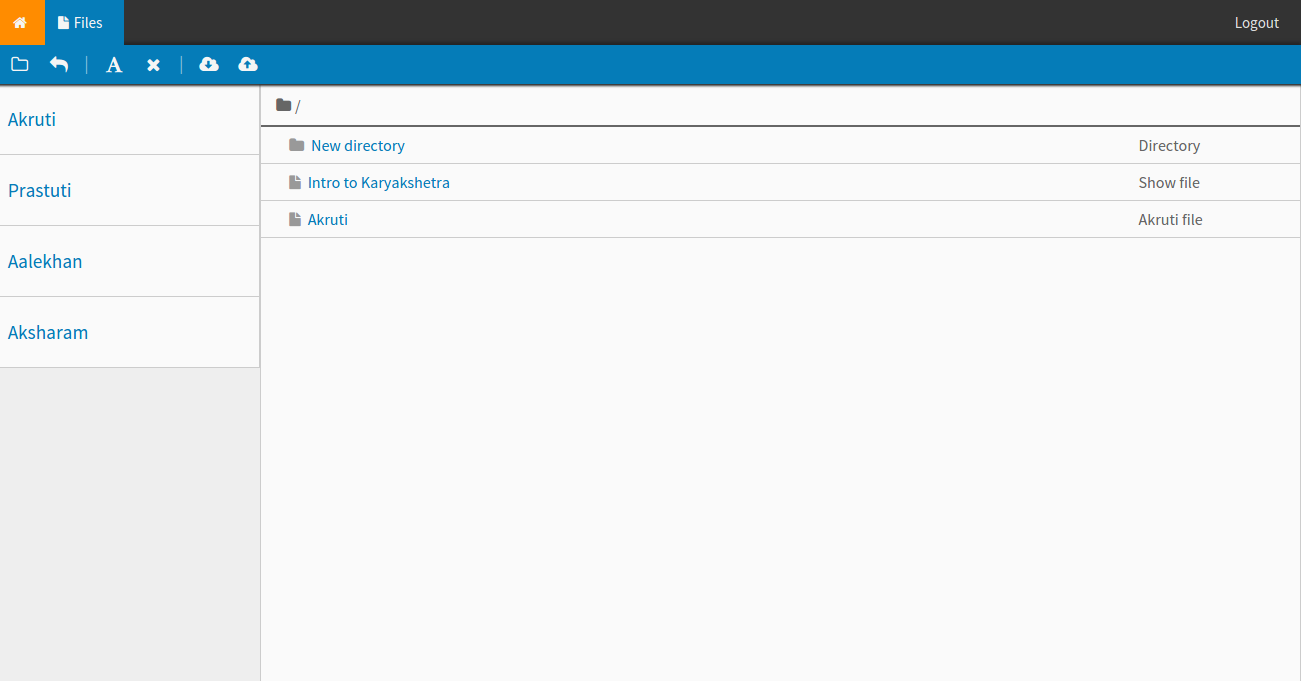 Files
Logout
A
Akruti
Prastuti
Aalekhan
Aksharam
/
New directory Directory
Intro to Karyakshetra Show file
Akruti Akruti file